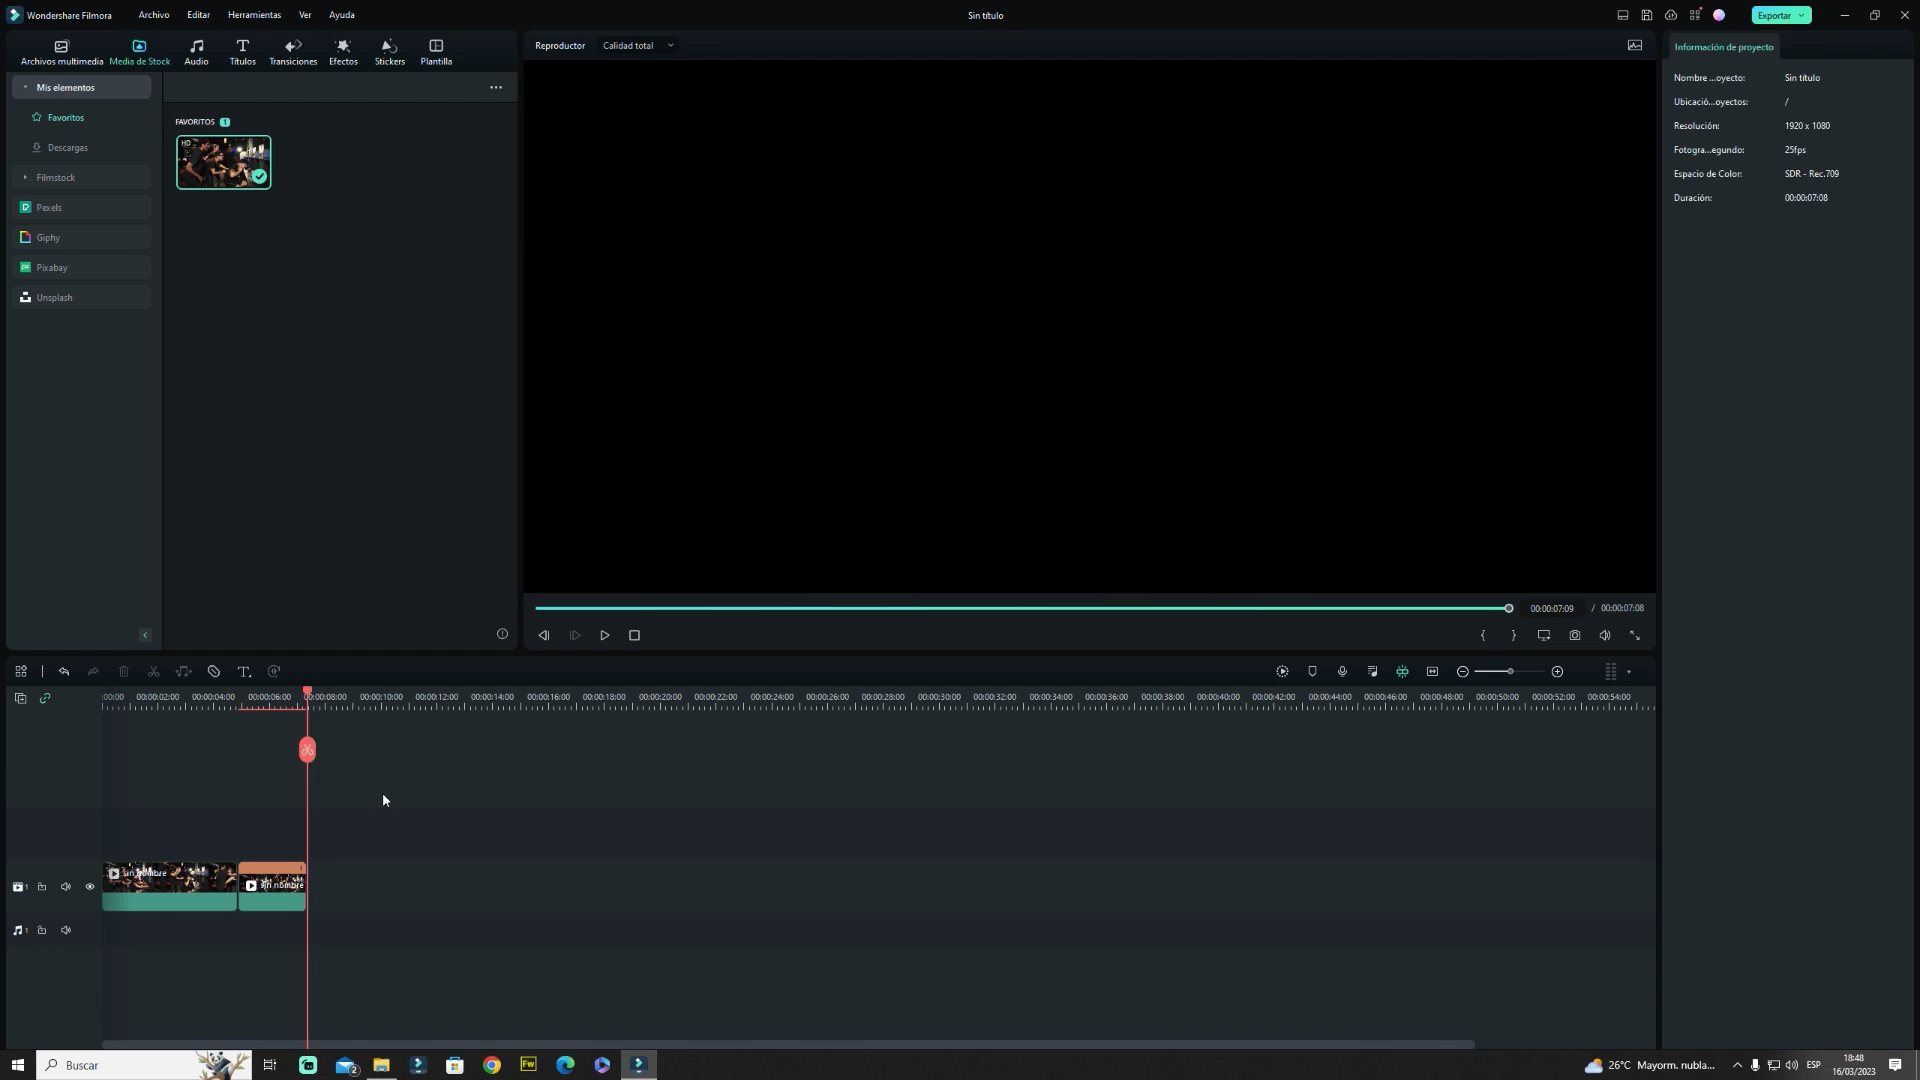 Wondershare Filmora Archivo Editar Herramientas Ver Ayuda Sin título Exportar
Archivos multimedia Media de Stock Audio Títulos Transiciones Efectos Stickers Plantilla
Mis elementos
Favoritos
Descargas
Filmstock
Pexels
Giphy
Pixabay
Unsplash
FAVORITOS 1
HD
Reproductor Calidad total
00:00:07:09 / 00:00:07:08
Información de proyecto
Nombre ...oyecto: Sin título
Ubicació...oyectos: /
Resolución: 1920 x 1080
Fotogra...egundo: 25fps
Espacio de Color: SDR - Rec.709
Duración: 00:00:07:08
:00:00 00:00:02:00 00:00:04:00 00:00:06:00 00:00:08:00 00:00:10:00 00:00:12:00 00:00:14:00 00:00:16:00 00:00:18:00 00:00:20:00 00:00:22:00 00:00:24:00 00:00:26:00 00:00:28:00 00:00:30:00 00:00:32:00 00:00:34:00 00:00:36:00 00:00:38:00 00:00:40:00 00:00:42:00 00:00:44:00 00:00:46:00 00:00:48:00 00:00:50:00 00:00:52:00 00:00:54:00
sin nombre
sin nombre
1
1
Buscar
2
Fw
26°C Mayorm. nubla... ESP 18:48
16/03/2023